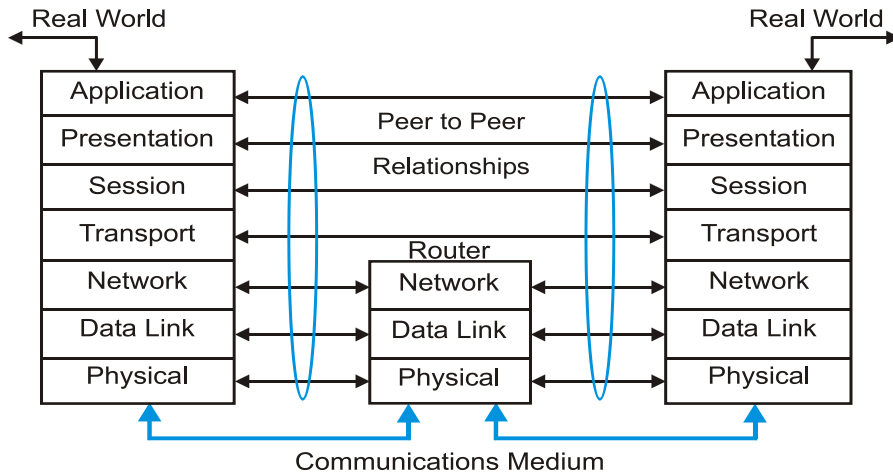 Real World
Real World
Application
Application
Peer to Peer
Presentation
Presentation
Relationships
Session
Session
Transport
Transport
Router
Network
Network
Network
Data Link
Data Link
Data Link
Physical
Physical
Physical
Communications Medium